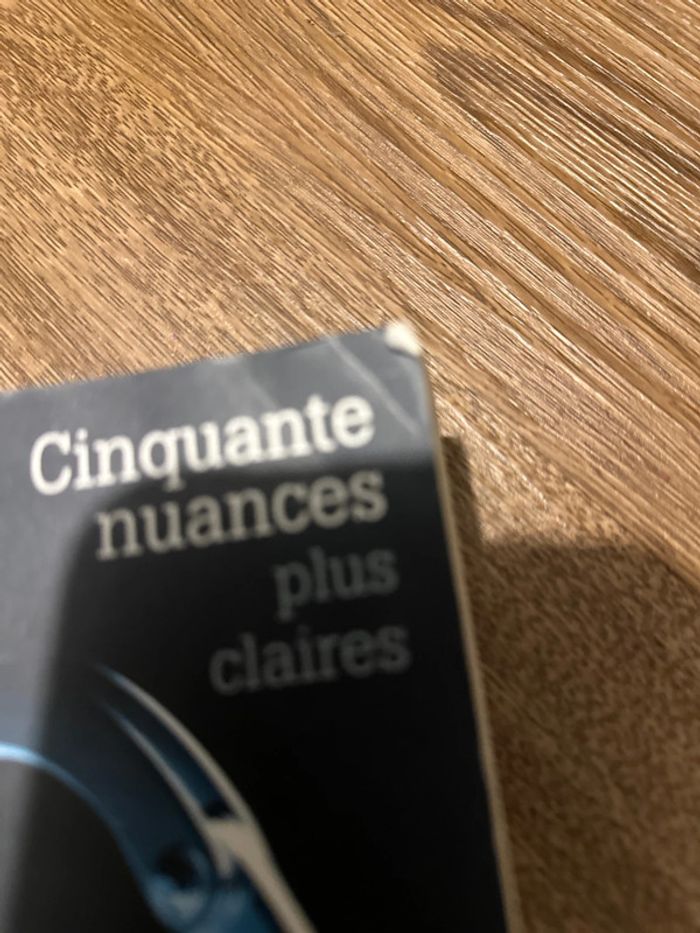 Cinquante
nuances
plus
claires